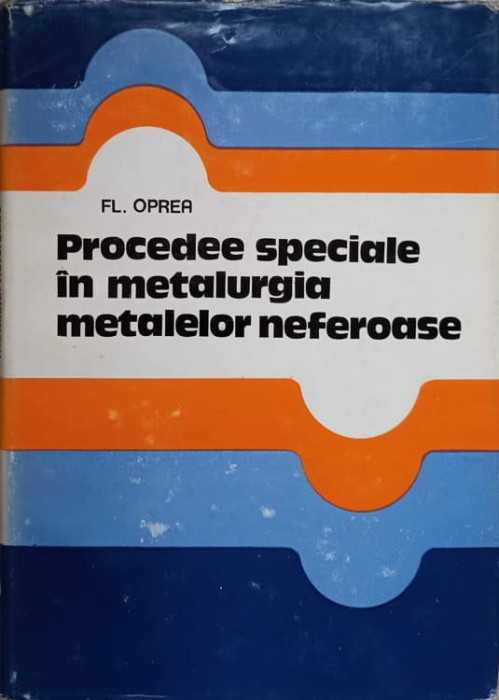 FL. OPREA
Procedee speciale
în metalurgia
metalelor neferoase